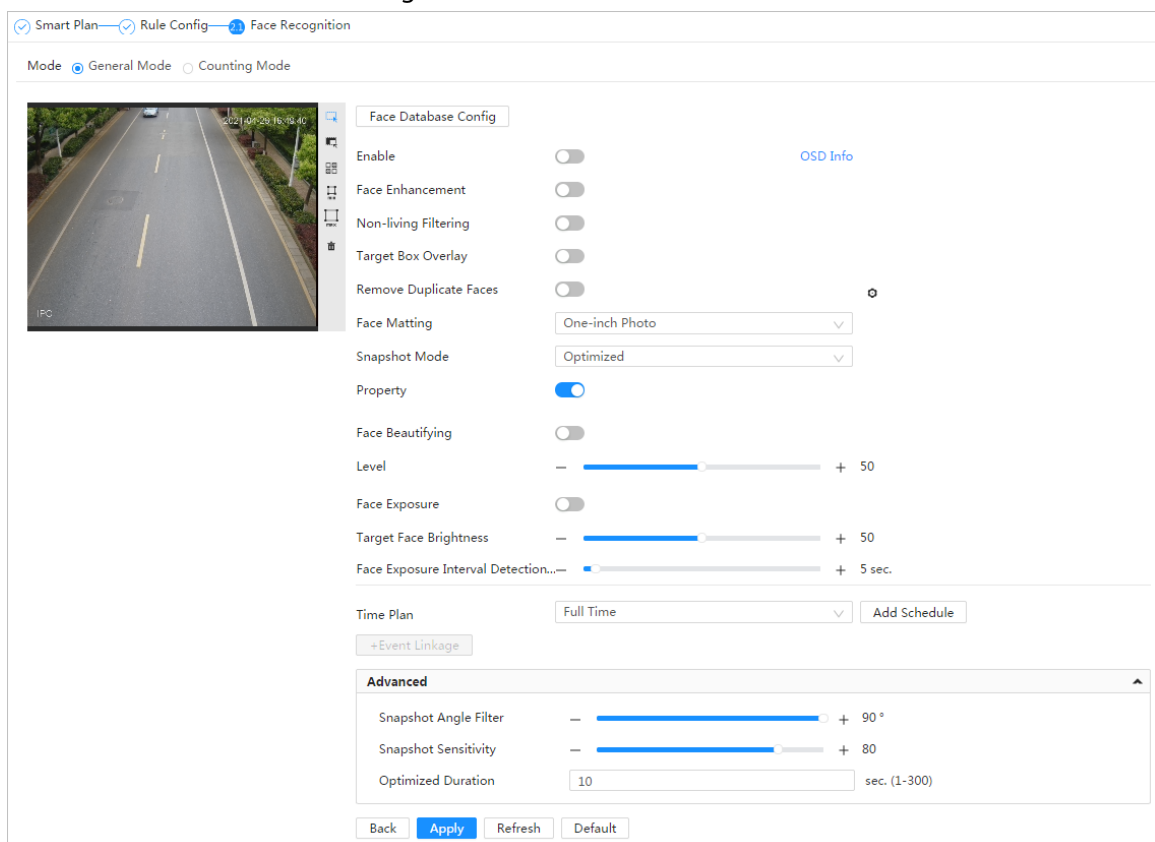 Smart Plan Rule Config 2.1 Face Recognition
Mode General Mode Counting Mode
2021-04-29 16:49:40
IPC
Face Database Config
Enable OSD Info
Face Enhancement
Non-living Filtering
Target Box Overlay
Remove Duplicate Faces
Face Matting One-inch Photo
Snapshot Mode Optimized
Property
Face Beautifying
Level — + 50
Face Exposure
Target Face Brightness — + 50
Face Exposure Interval Detection... — + 5 sec.
Time Plan Full Time Add Schedule
+Event Linkage
Advanced
Snapshot Angle Filter — + 90 °
Snapshot Sensitivity — + 80
Optimized Duration 10 sec. (1-300)
Back Apply Refresh Default